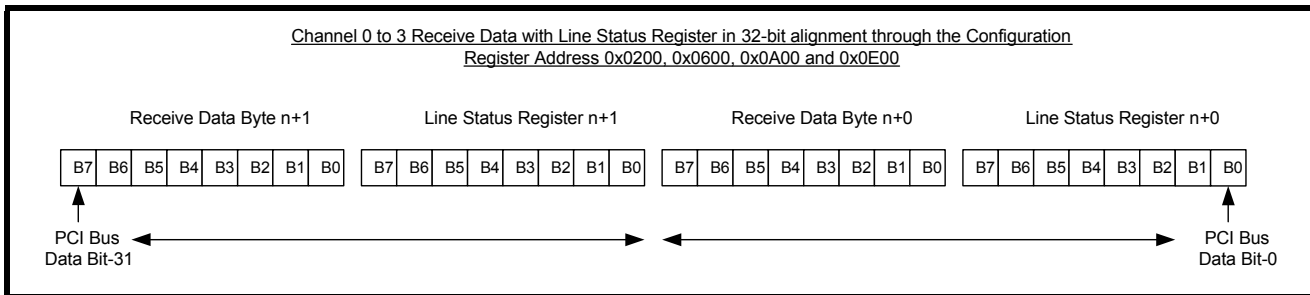 Channel 0 to 3 Receive Data with Line Status Register in 32-bit alignment through the Configuration
Register Address 0x0200, 0x0600, 0x0A00 and 0x0E00
Receive Data Byte n+1 Line Status Register n+1 Receive Data Byte n+0 Line Status Register n+0
B7 B6 B5 B4 B3 B2 B1 B0 B7 B6 B5 B4 B3 B2 B1 B0 B7 B6 B5 B4 B3 B2 B1 B0 B7 B6 B5 B4 B3 B2 B1 B0
PCI Bus PCI Bus
Data Bit-31 Data Bit-0